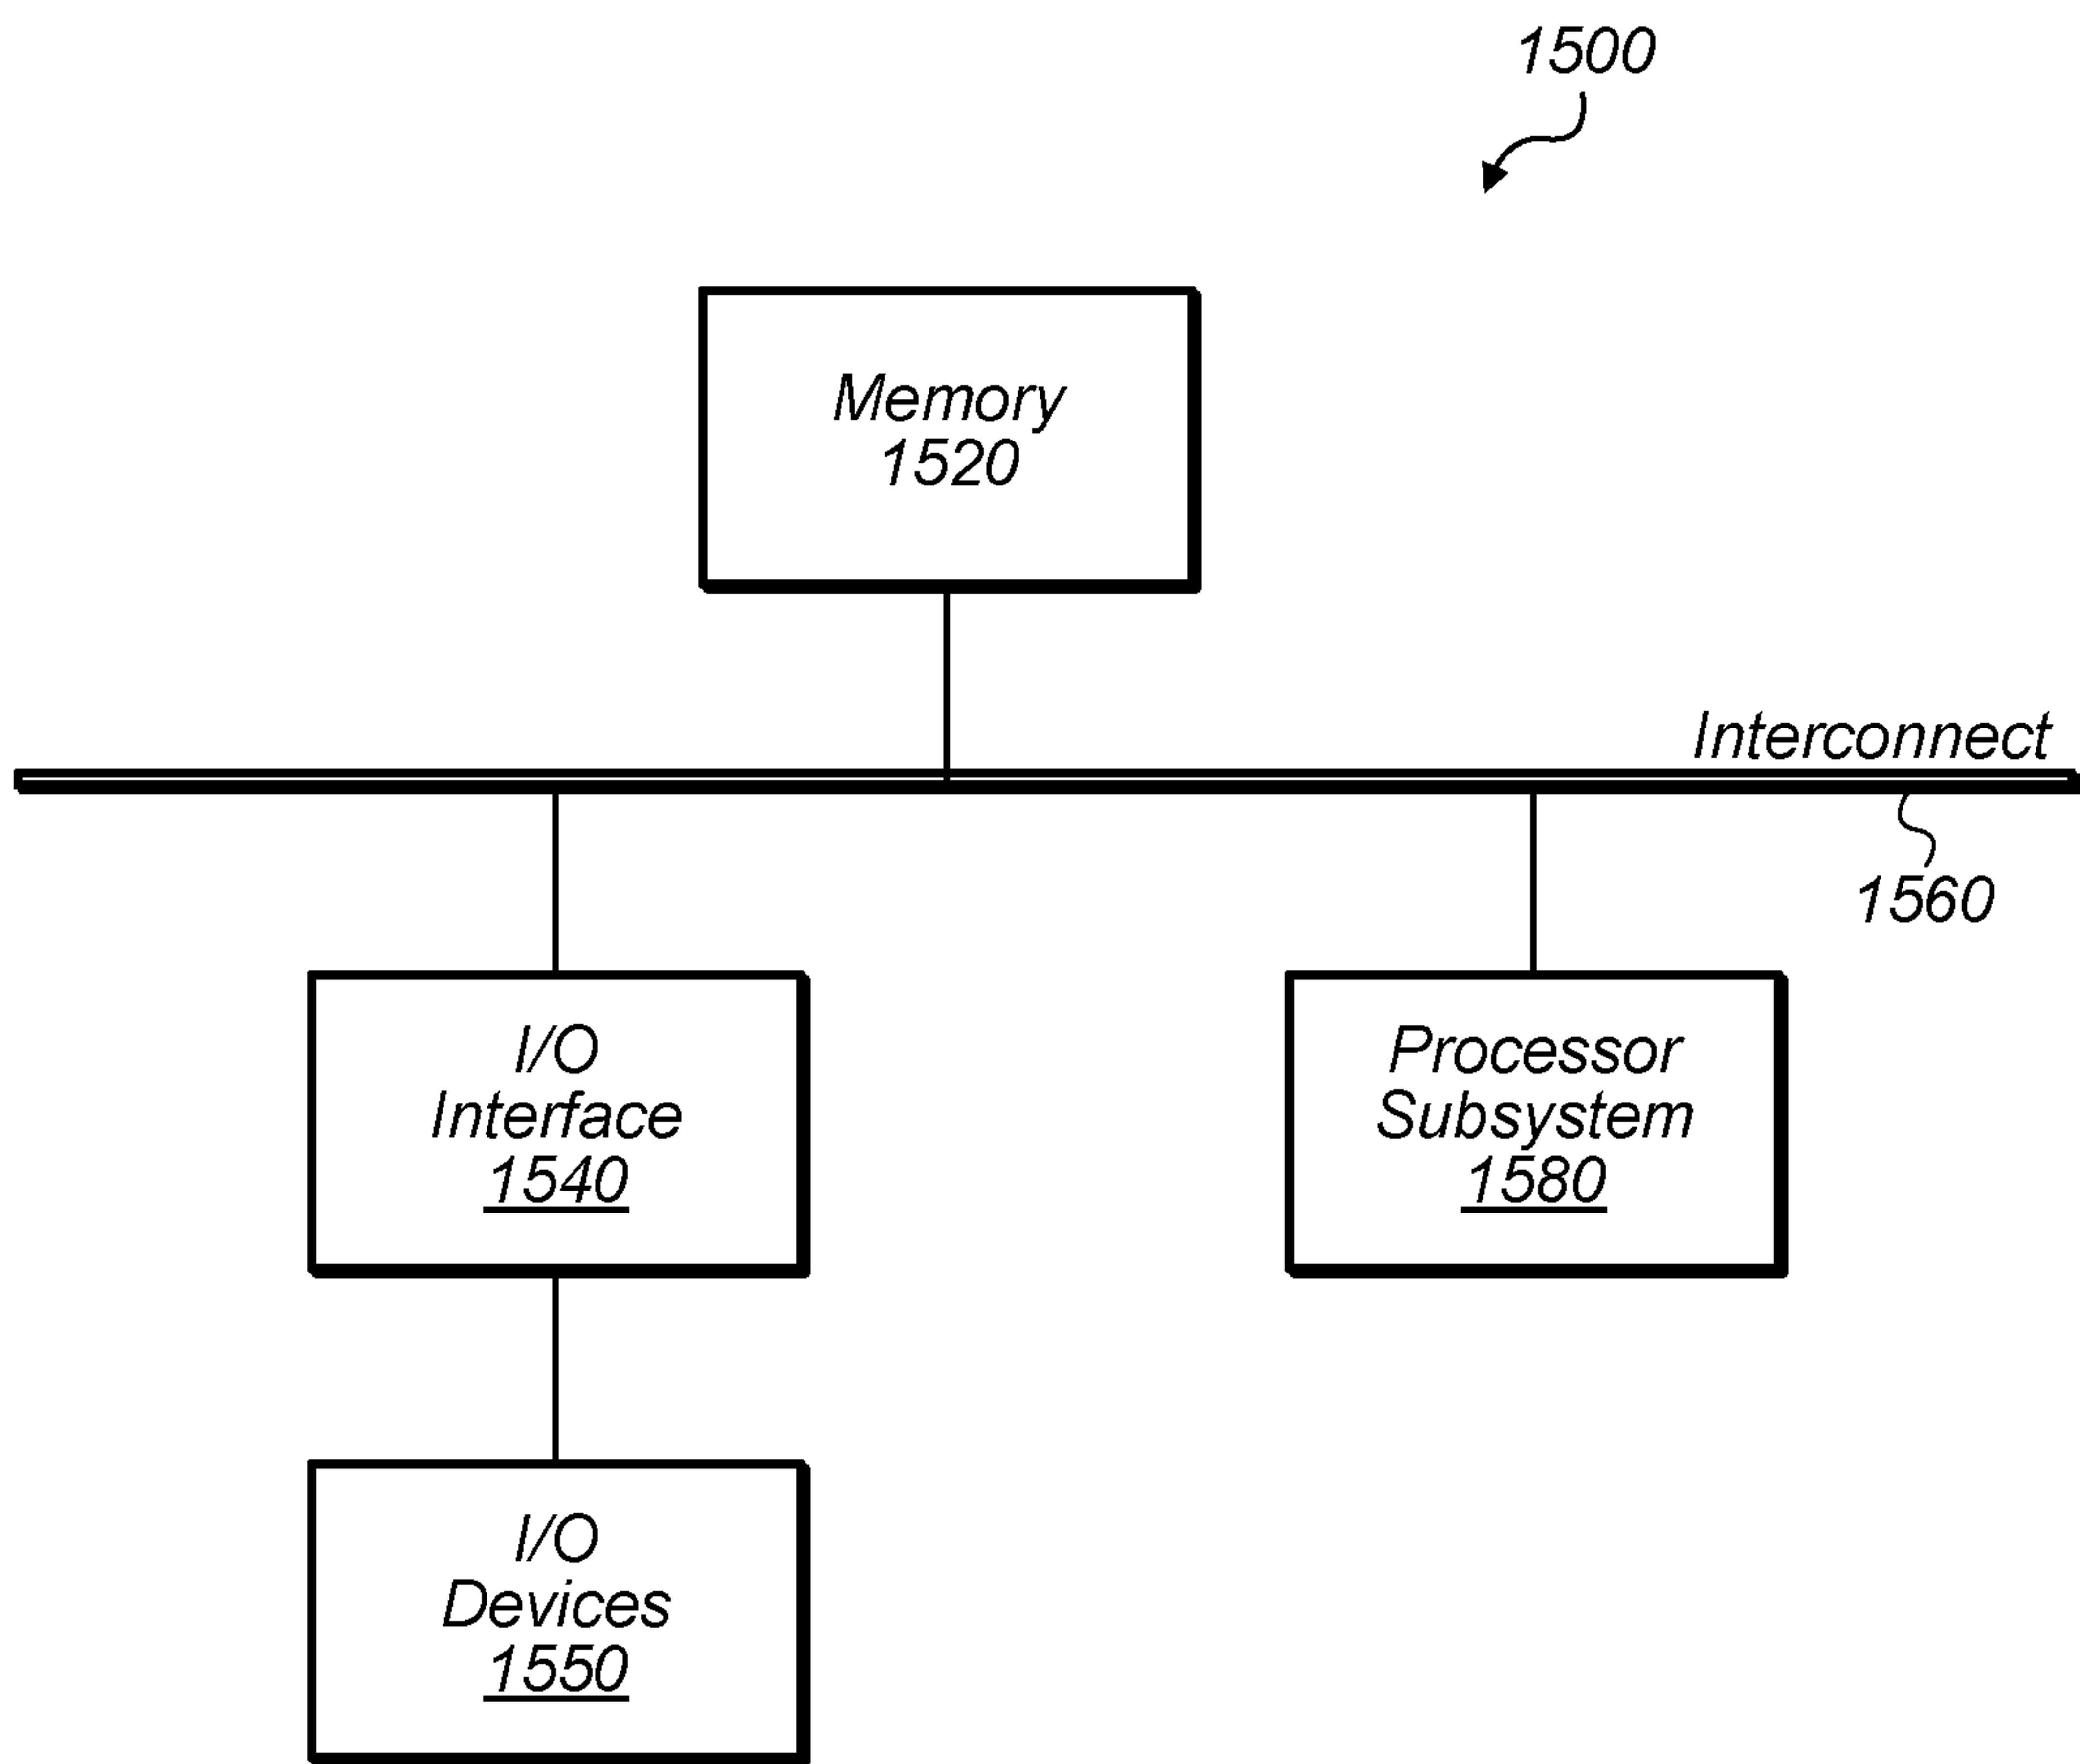 1500
Memory
1520
Interconnect
1560
I/O
Interface
1540
Processor
Subsystem
1580
I/O
Devices
1550